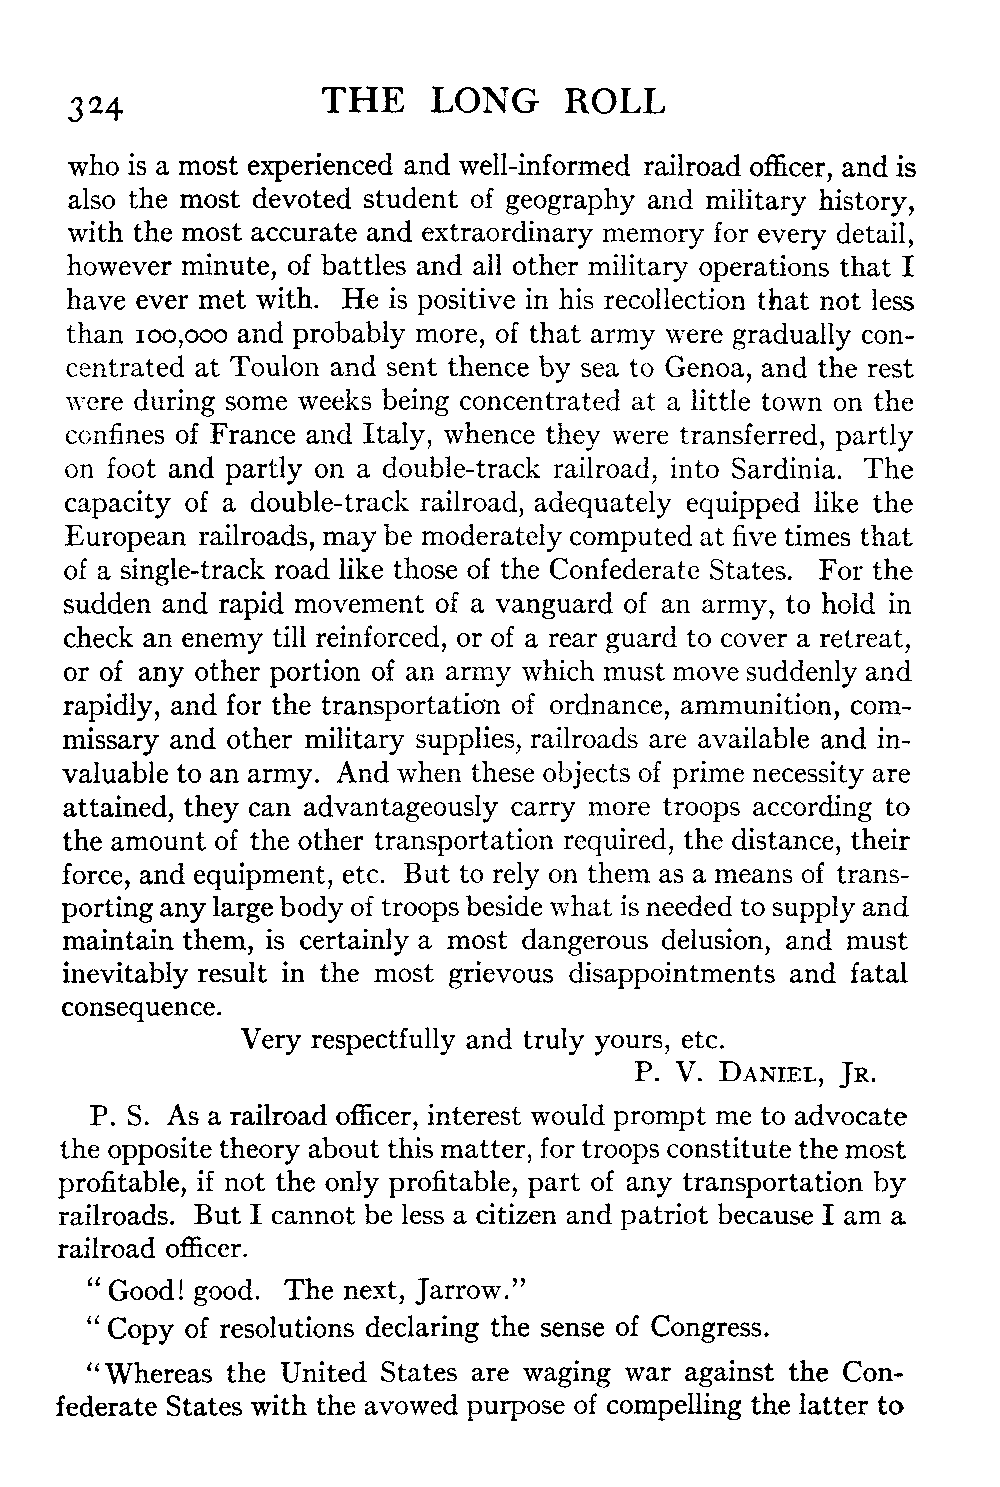 324 THE LONG ROLL
who is a most experienced and well-informed railroad officer, and is
also the most devoted student of geography and military history,
with the most accurate and extraordinary memory for every detail,
however minute, of battles and all other military operations that I
have ever met with. He is positive in his recollection that not less
than 100,000 and probably more, of that army were gradually con-
centrated at Toulon and sent thence by sea to Genoa, and the rest
were during some weeks being concentrated at a little town on the
confines of France and Italy, whence they were transferred, partly
on foot and partly on a double-track railroad, into Sardinia. The
capacity of a double-track railroad, adequately equipped like the
European railroads, may be moderately computed at five times that
of a single-track road like those of the Confederate States. For the
sudden and rapid movement of a vanguard of an army, to hold in
check an enemy till reinforced, or of a rear guard to cover a retreat,
or of any other portion of an army which must move suddenly and
rapidly, and for the transportation of ordnance, ammunition, com-
missary and other military supplies, railroads are available and in-
valuable to an army. And when these objects of prime necessity are
attained, they can advantageously carry more troops according to
the amount of the other transportation required, the distance, their
force, and equipment, etc. But to rely on them as a means of trans-
porting any large body of troops beside what is needed to supply and
maintain them, is certainly a most dangerous delusion, and must
inevitably result in the most grievous disappointments and fatal
consequence.
Very respectfully and truly yours, etc.
P. V. DANIEL, JR.
P. S. As a railroad officer, interest would prompt me to advocate
the opposite theory about this matter, for troops constitute the most
profitable, if not the only profitable, part of any transportation by
railroads. But I cannot be less a citizen and patriot because I am a
railroad officer.
“Good! good. The next, Jarrow.”
“Copy of resolutions declaring the sense of Congress.
“Whereas the United States are waging war against the Con-
federate States with the avowed purpose of compelling the latter to